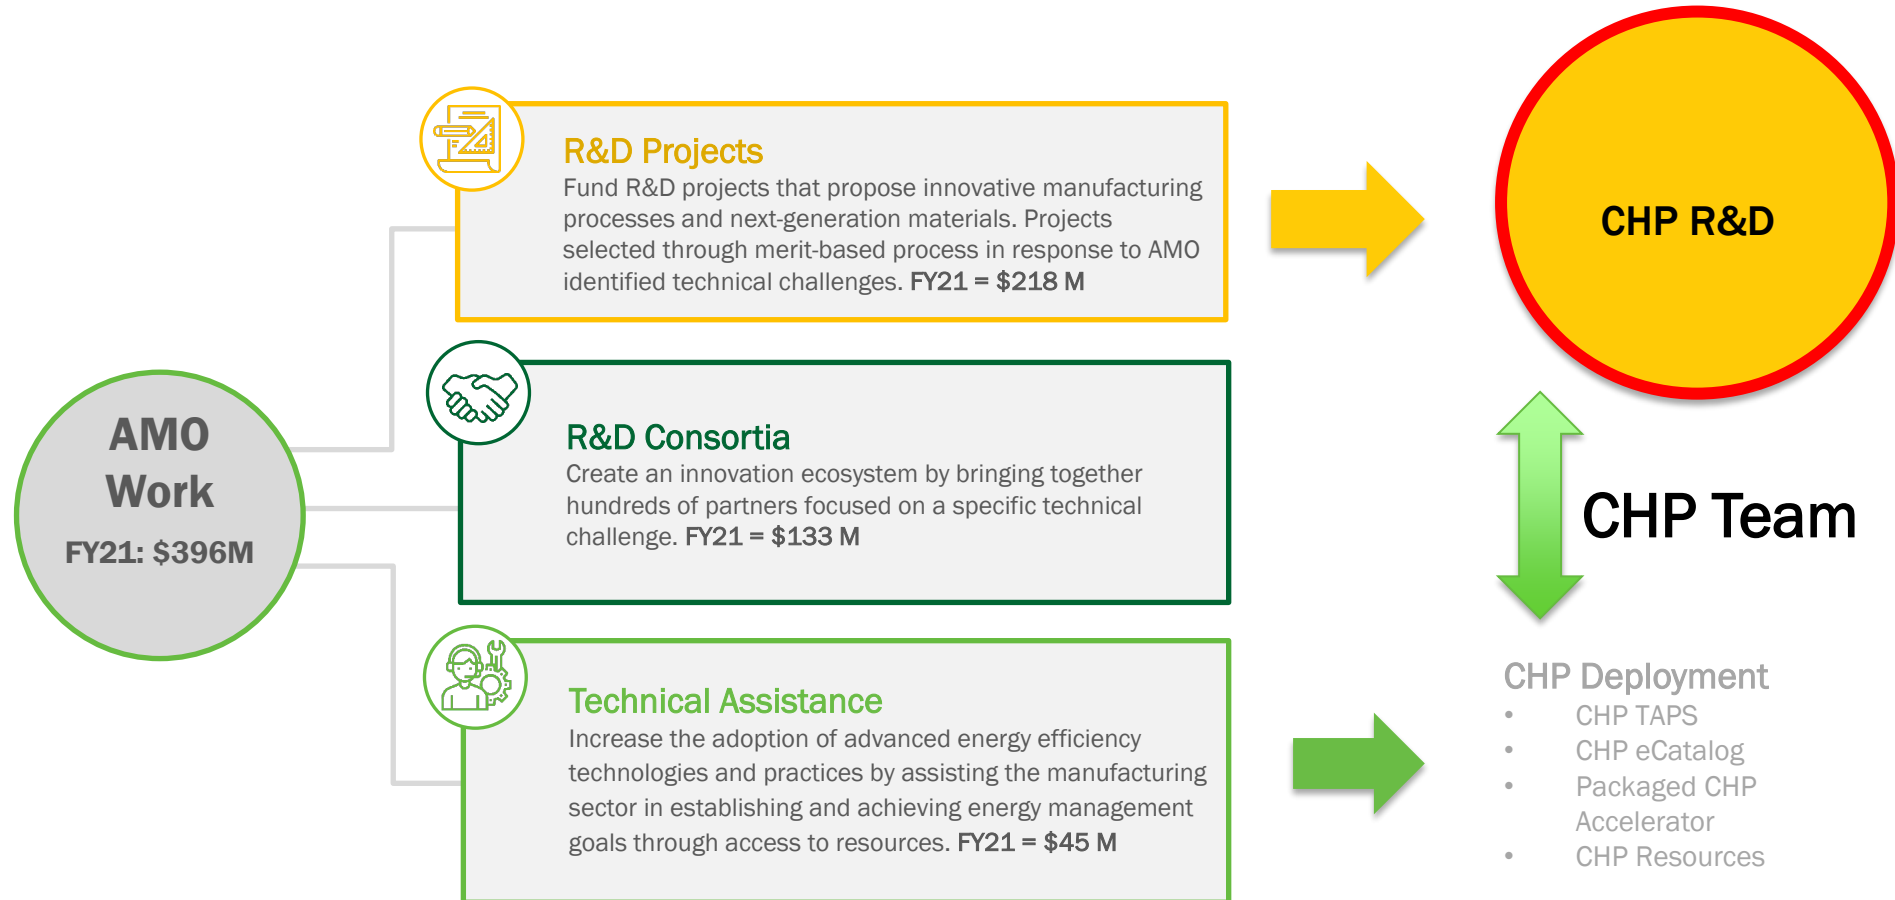 AMO
Work
FY21: $396M
R&D Projects
Fund R&D projects that propose innovative manufacturing
processes and next-generation materials. Projects
selected through merit-based process in response to AMO
identified technical challenges. FY21 = $218 M
R&D Consortia
Create an innovation ecosystem by bringing together
hundreds of partners focused on a specific technical
challenge. FY21 = $133 M
Technical Assistance
Increase the adoption of advanced energy efficiency
technologies and practices by assisting the manufacturing
sector in establishing and achieving energy management
goals through access to resources. FY21 = $45 M
CHP R&D
CHP Team
CHP Deployment
• CHP TAPS
• CHP eCatalog
• Packaged CHP
Accelerator
• CHP Resources